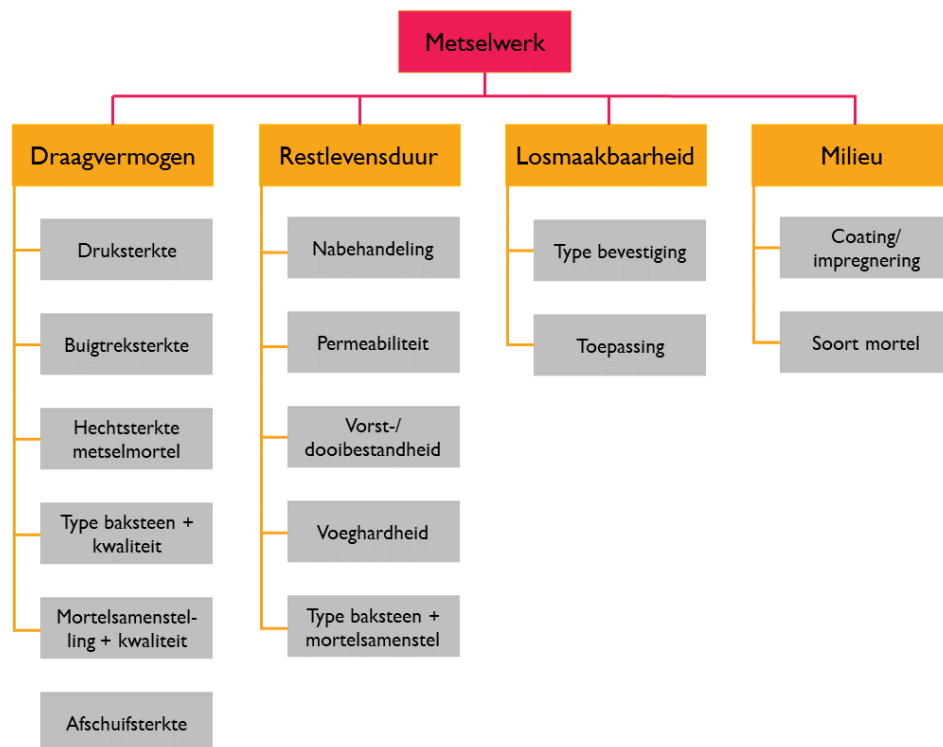 Metselwerk
Draagvermogen
Druksterkte
Buigtreksterkte
Hechtsterkte
metselmortel
Type baksteen +
kwaliteit
Mortelsamenstel-
ling + kwaliteit
Afschuifsterkte
Restlevensduur
Nabehandeling
Permeabiliteit
Vorst-/
dooibestandheid
Voeghardheid
Type baksteen +
mortelsamenstel
Losmaakbaarheid
Type bevestiging
Toepassing
Milieu
Coating/
impregnering
Soort mortel